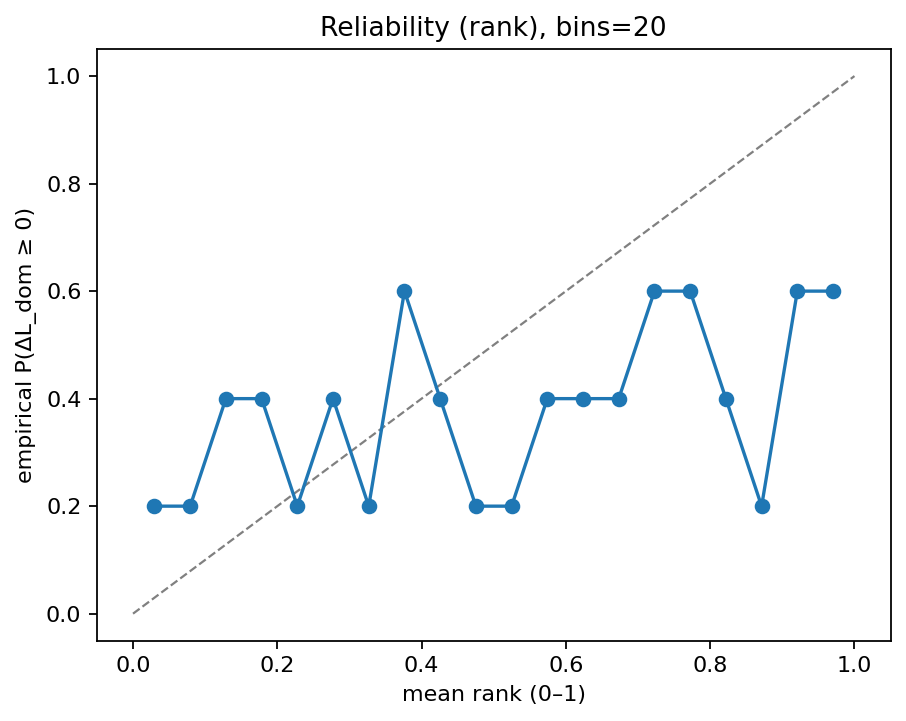 Reliability (rank), bins=20
empirical P(ΔL_dom ≥ 0)
1.0
0.8
0.6
0.4
0.2
0.0
0.0 0.2 0.4 0.6 0.8 1.0
mean rank (0–1)